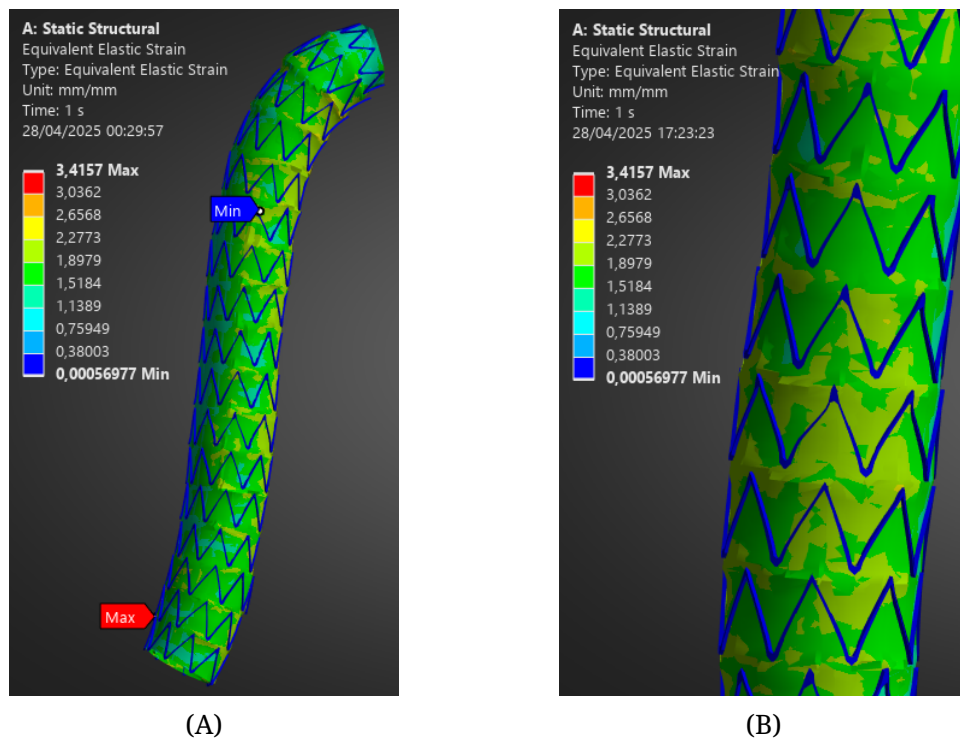 A: Static Structural
Equivalent Elastic Strain
Type: Equivalent Elastic Strain
Unit: mm/mm
Time: 1 s
28/04/2025 00:29:57
3,4157 Max
3,0362
2,6568
2,2773
1,8979
1,5184
1,1389
0,75949
0,38003
0,00056977 Min
Min
Max
(A)
A: Static Structural
Equivalent Elastic Strain
Type: Equivalent Elastic Strain
Unit: mm/mm
Time: 1 s
28/04/2025 17:23:23
3,4157 Max
3,0362
2,6568
2,2773
1,8979
1,5184
1,1389
0,75949
0,38003
0,00056977 Min
(B)